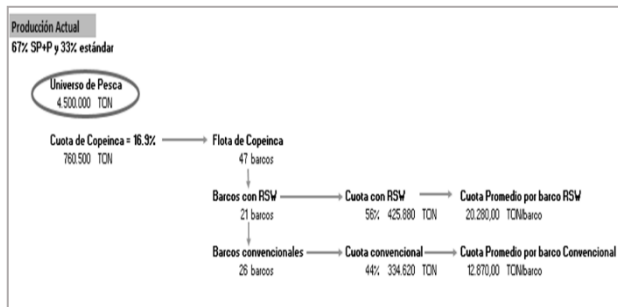 Producción Actual
67% SP+P y 33% estándar
Universo de Pesca
4.500.000 TON
Cuota de Copeinca = 16.9%
760.500 TON
Flota de Copeinca
47 barcos
Barcos con RSW
21 barcos
Cuota con RSW
56% 425.880 TON
Cuota Promedio por barco RSW
20.280,00 TON/barco
Barcos convencionales
26 barcos
Cuota convencional
44% 334.620 TON
Cuota Promedio por barco Convencional
12.870,00 TON/barco